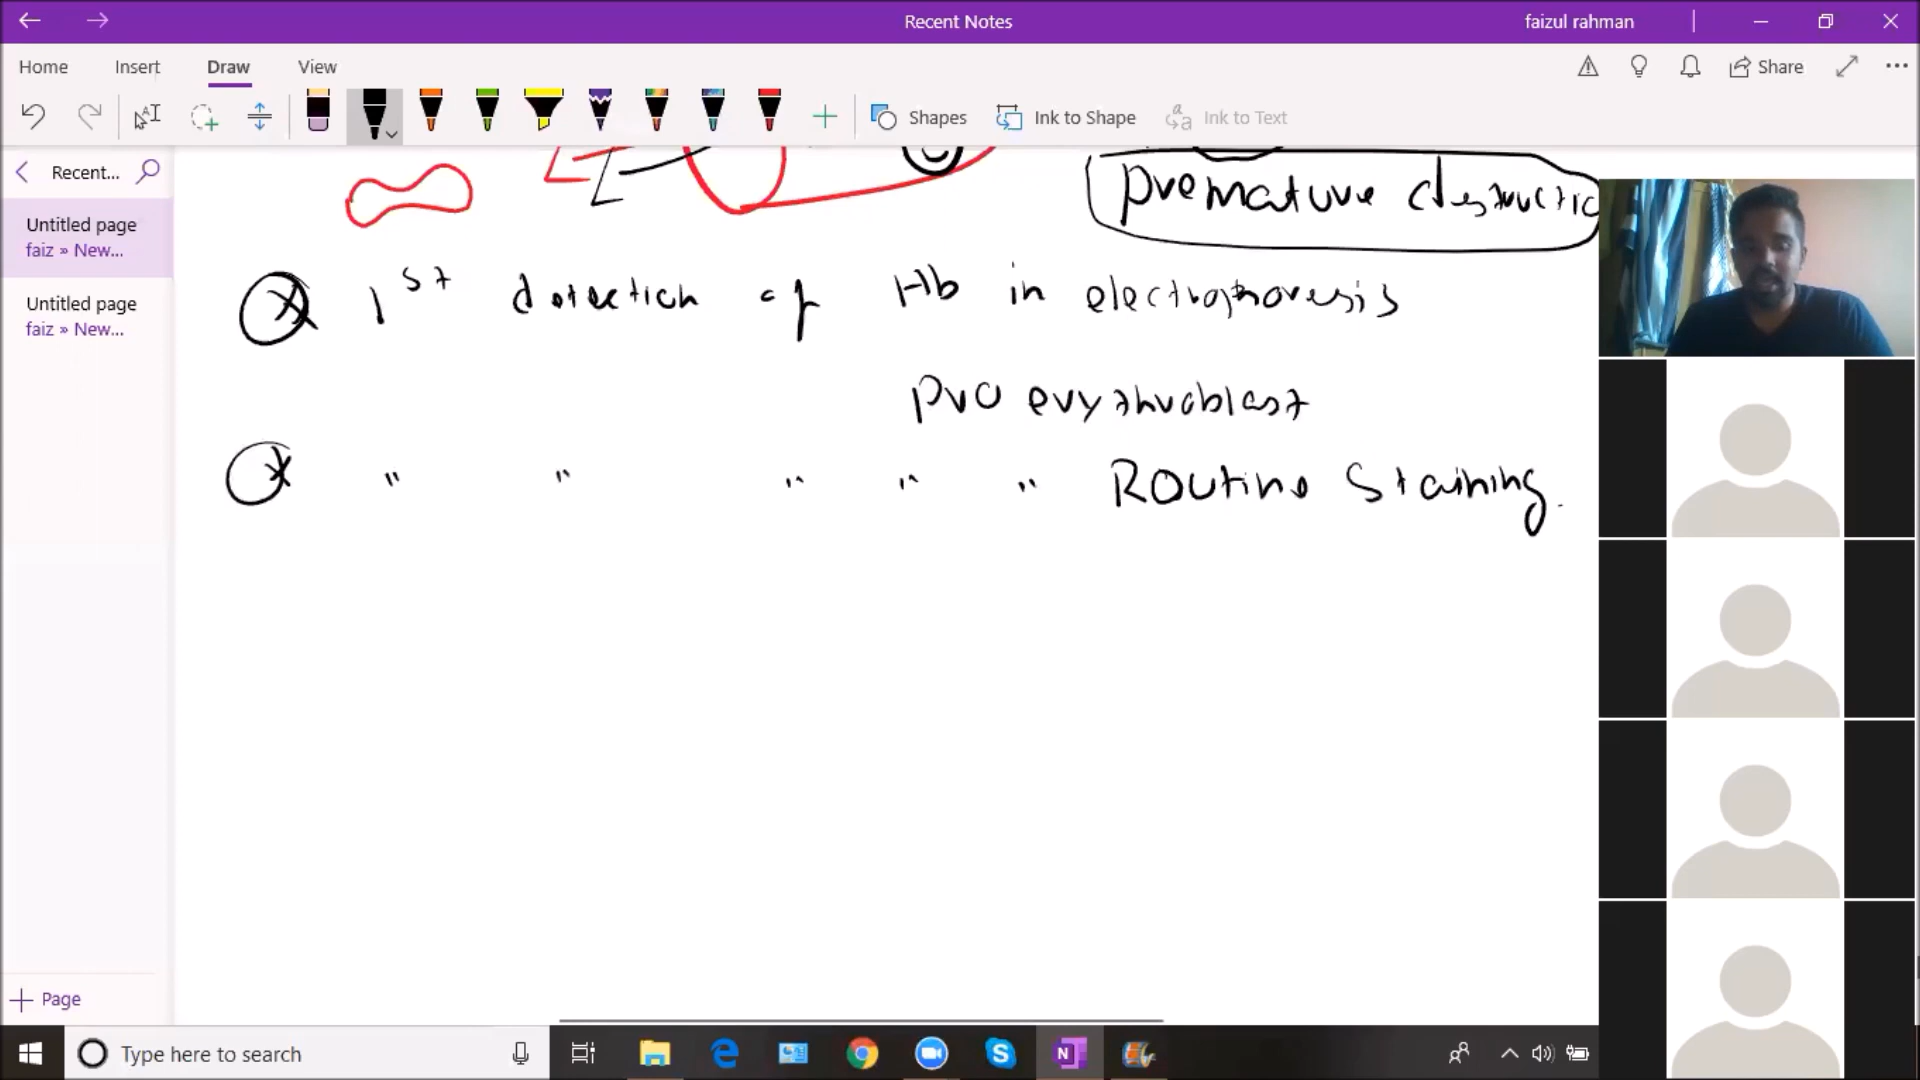 Recent Notes
faizul rahman
Home Insert Draw View
Share
Shapes Ink to Shape Ink to Text
Recent...
Untitled page
faiz » New...
Untitled page
faiz » New...
premature destructio
1st detection of Hb in electrophoresis
pro erythroblast
" " " " " Routine Staining.
Page
Type here to search